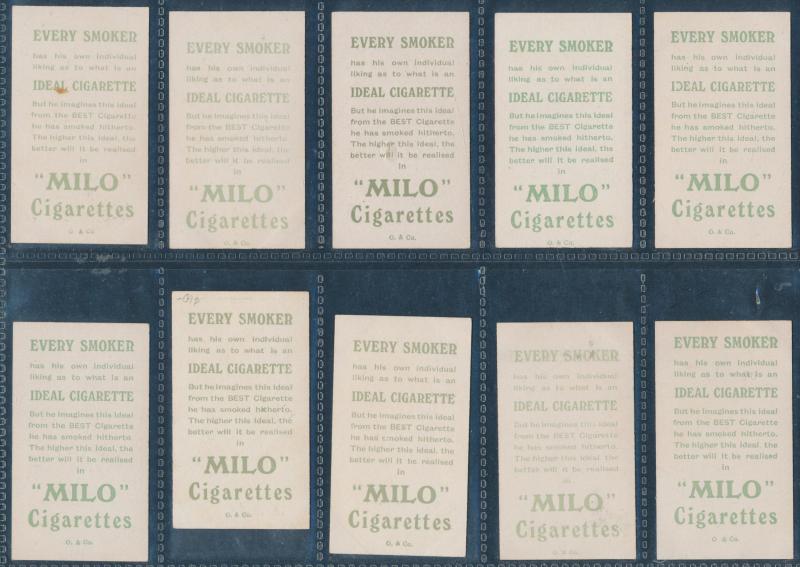 EVERY SMOKER
has his own individual
liking as to what is an
IDEAL CIGARETTE
But he imagines this ideal
from the BEST Cigarette
he has smoked hitherto.
The higher this ideal, the
better will it be realised
in
"MILO"
Cigarettes
O. & Co.
EVERY SMOKER
has his own individual
liking as to what is an
IDEAL CIGARETTE
But he imagines this ideal
from the BEST Cigarette
he has smoked hitherto.
The higher this ideal, the
better will it be realised
in
"MILO"
Cigarettes
O. & Co.
EVERY SMOKER
has his own individual
liking as to what is an
IDEAL CIGARETTE
But he imagines this ideal
from the BEST Cigarette
he has smoked hitherto.
The higher this ideal, the
better will it be realised
in
"MILO"
Cigarettes
O. & Co.
EVERY SMOKER
has his own individual
liking as to what is an
IDEAL CIGARETTE
But he imagines this ideal
from the BEST Cigarette
he has smoked hitherto.
The higher this ideal, the
better will it be realised
in
"MILO"
Cigarettes
O. & Co.
EVERY SMOKER
has his own individual
liking as to what is an
IDEAL CIGARETTE
But he imagines this ideal
from the BEST Cigarette
he has smoked hitherto.
The higher this ideal, the
better will it be realised
in
"MILO"
Cigarettes
O. & Co.
EVERY SMOKER
has his own individual
liking as to what is an
IDEAL CIGARETTE
But he imagines this ideal
from the BEST Cigarette
he has smoked hitherto.
The higher this ideal, the
better will it be realised
in
"MILO"
Cigarettes
O. & Co.
EVERY SMOKER
has his own individual
liking as to what is an
IDEAL CIGARETTE
But he imagines this ideal
from the BEST Cigarette
he has smoked hitherto.
The higher this ideal, the
better will it be realised
in
"MILO"
Cigarettes
O. & Co.
EVERY SMOKER
has his own individual
liking as to what is an
IDEAL CIGARETTE
But he imagines this ideal
from the BEST Cigarette
he has smoked hitherto.
The higher this ideal, the
better will it be realised
in
"MILO"
Cigarettes
O. & Co.
EVERY SMOKER
has his own individual
liking as to what is an
IDEAL CIGARETTE
But he imagines this ideal
from the BEST Cigarette
he has smoked hitherto.
The higher this ideal, the
better will it be realised
in
"MILO"
Cigarettes
O. & Co.
EVERY SMOKER
has his own individual
liking as to what is an
IDEAL CIGARETTE
But he imagines this ideal
from the BEST Cigarette
he has smoked hitherto.
The higher this ideal, the
better will it be realised
in
"MILO"
Cigarettes
O. & Co.